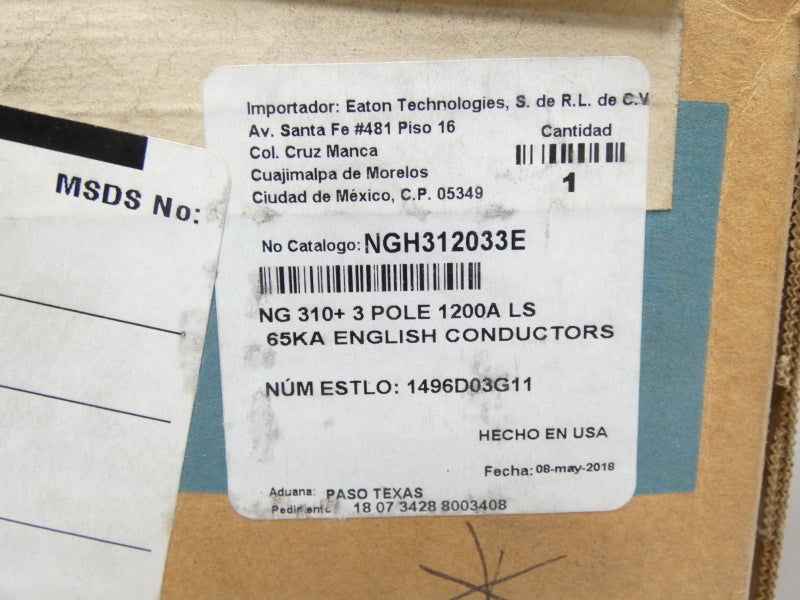 MSDS No:
Importador: Eaton Technologies, S. de R.L. de C.V
Av. Santa Fe #481 Piso 16
Col. Cruz Manca
Cuajimalpa de Morelos
Ciudad de México, C.P. 05349
Cantidad
1
No Catalogo: NGH312033E
NG 310+ 3 POLE 1200A LS
65KA ENGLISH CONDUCTORS
NÚM ESTLO: 1496D03G11
HECHO EN USA
Fecha: 08-may-2018
Aduana: PASO TEXAS
Pedimento 18 07 3428 8003408